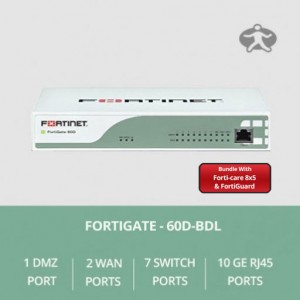 FORTINET
FortiGate 60D
FORTINET
Bundle With
Forti-care 8x5
& FortiGuard
FORTIGATE - 60D-BDL
1 DMZ PORT
2 WAN PORTS
7 SWITCH PORTS
10 GE RJ45 PORTS